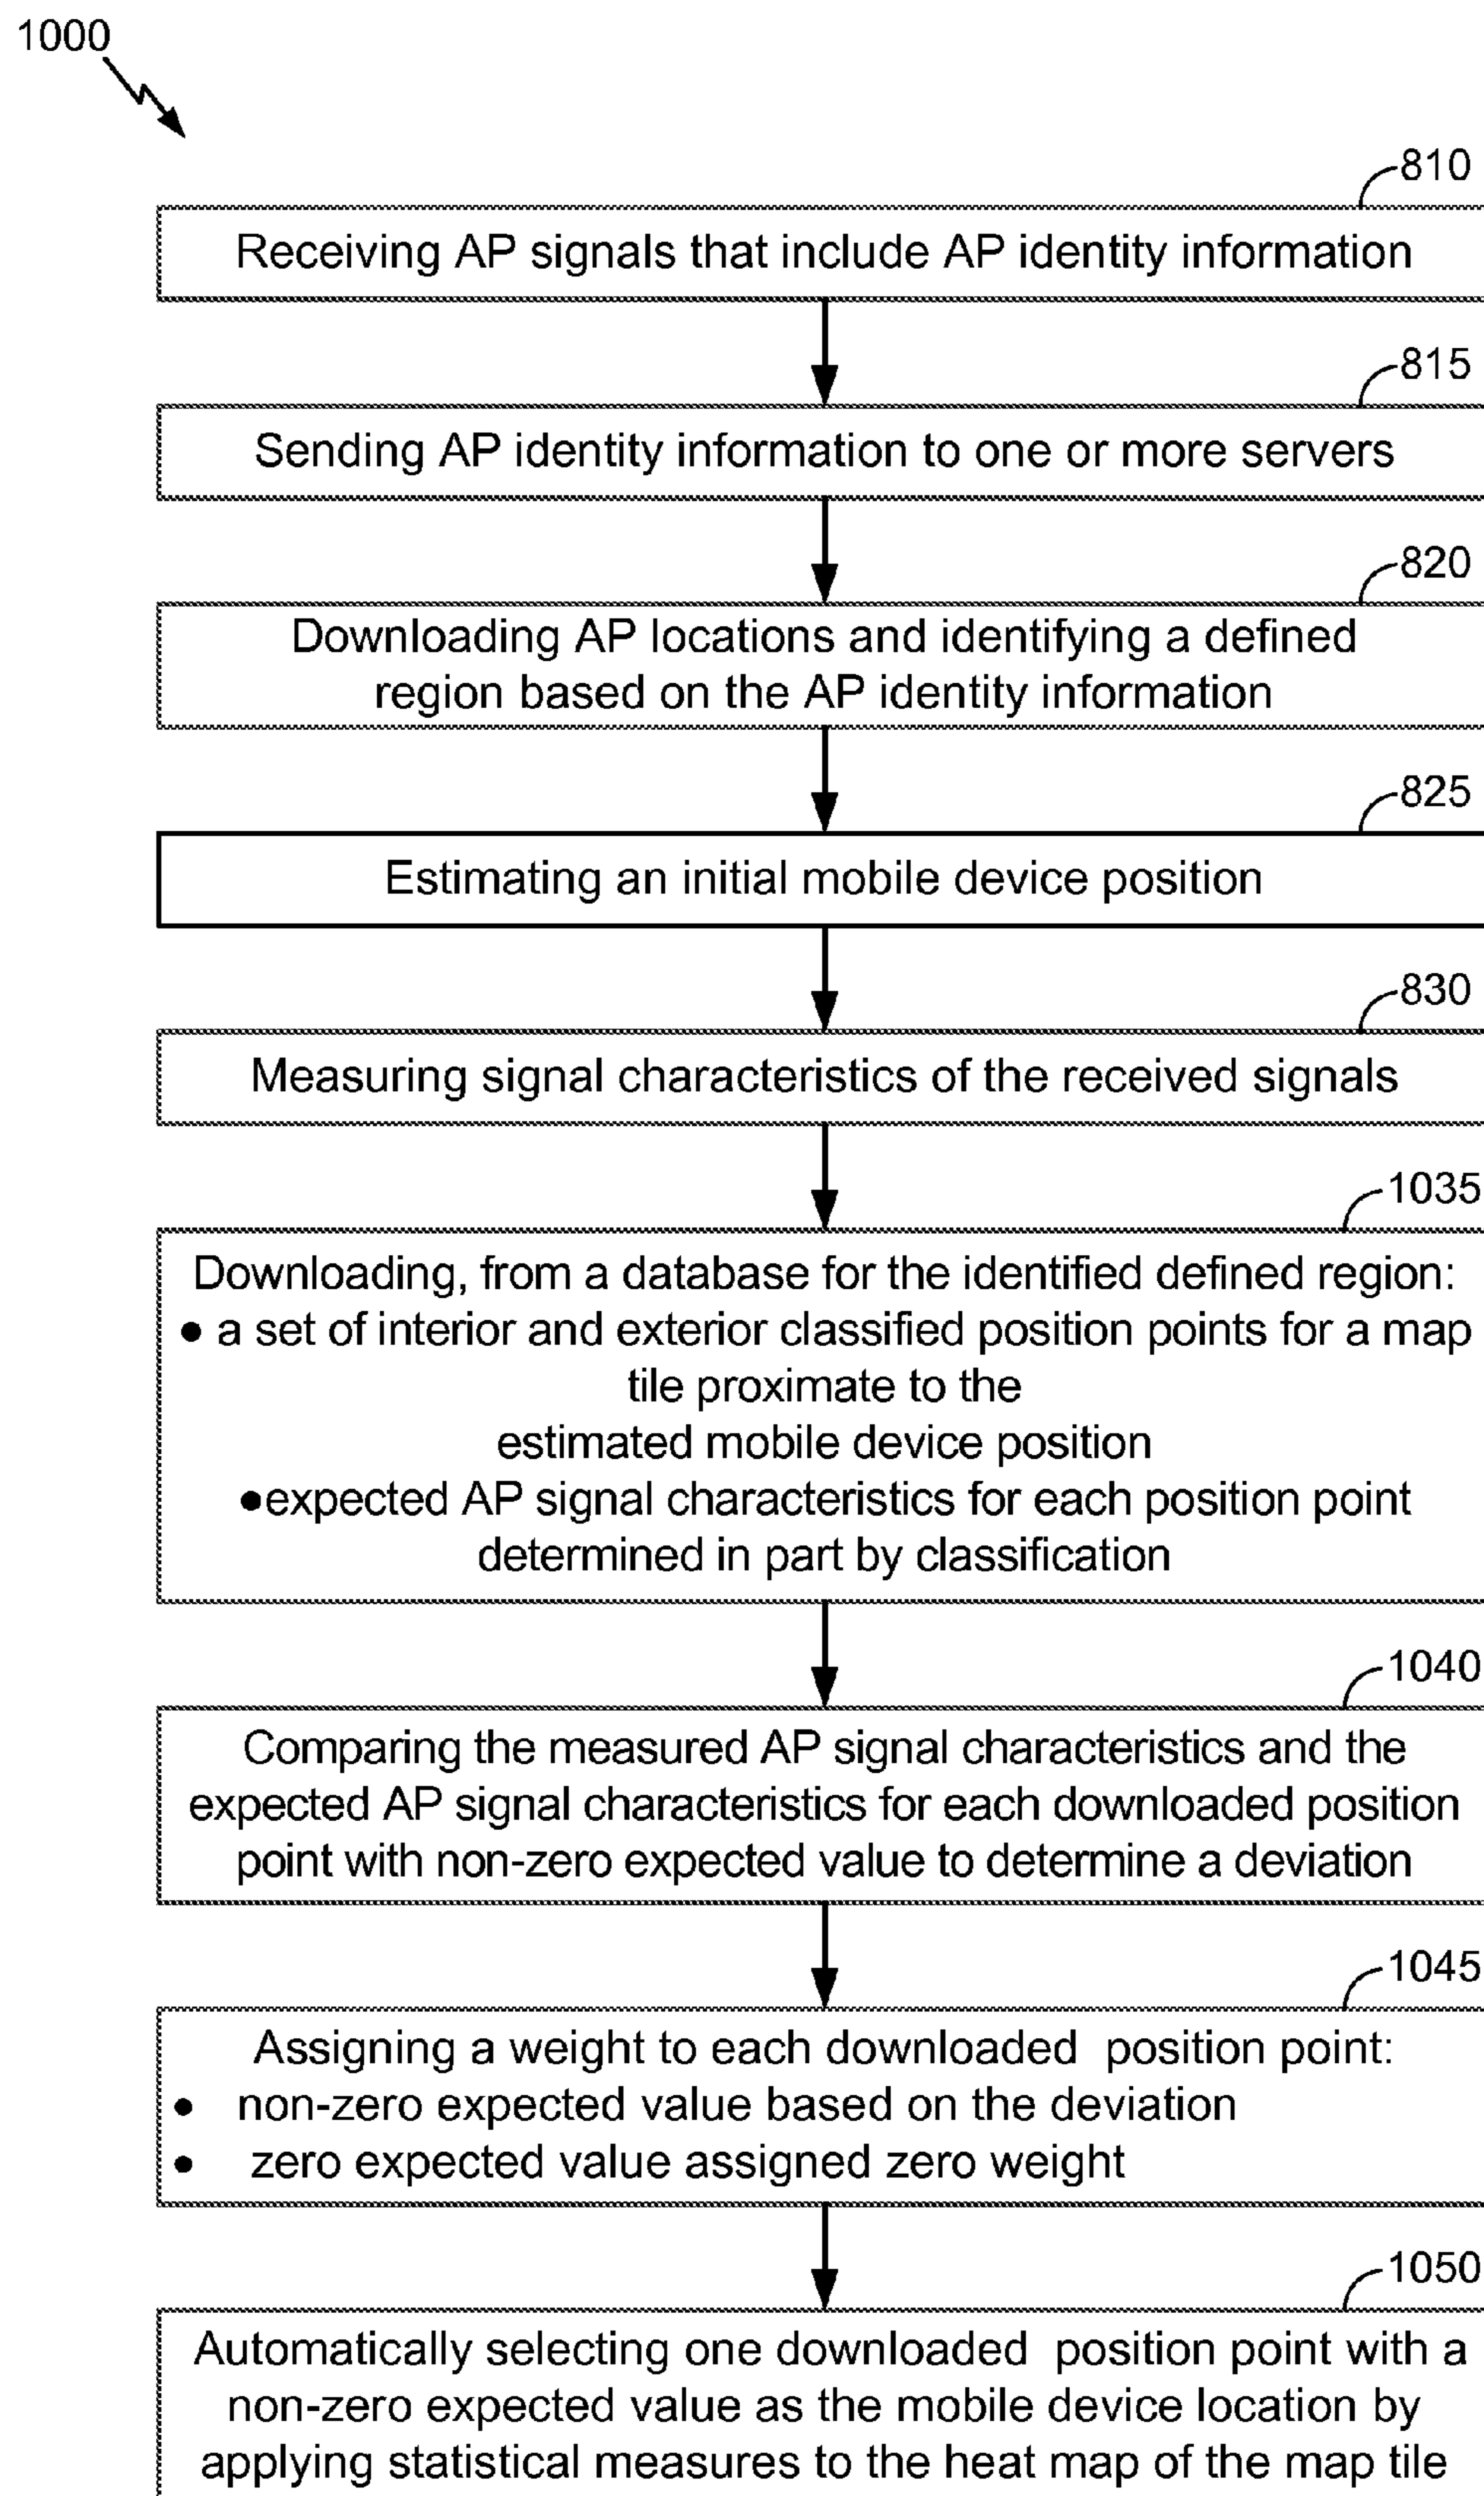 1000
810
Receiving AP signals that include AP identity information
815
Sending AP identity information to one or more servers
820
Downloading AP locations and identifying a defined
region based on the AP identity information
825
Estimating an initial mobile device position
830
Measuring signal characteristics of the received signals
1035
Downloading, from a database for the identified defined region:
● a set of interior and exterior classified position points for a map
tile proximate to the
estimated mobile device position
●expected AP signal characteristics for each position point
determined in part by classification
1040
Comparing the measured AP signal characteristics and the
expected AP signal characteristics for each downloaded position
point with non-zero expected value to determine a deviation
1045
Assigning a weight to each downloaded position point:
● non-zero expected value based on the deviation
● zero expected value assigned zero weight
1050
Automatically selecting one downloaded position point with a
non-zero expected value as the mobile device location by
applying statistical measures to the heat map of the map tile